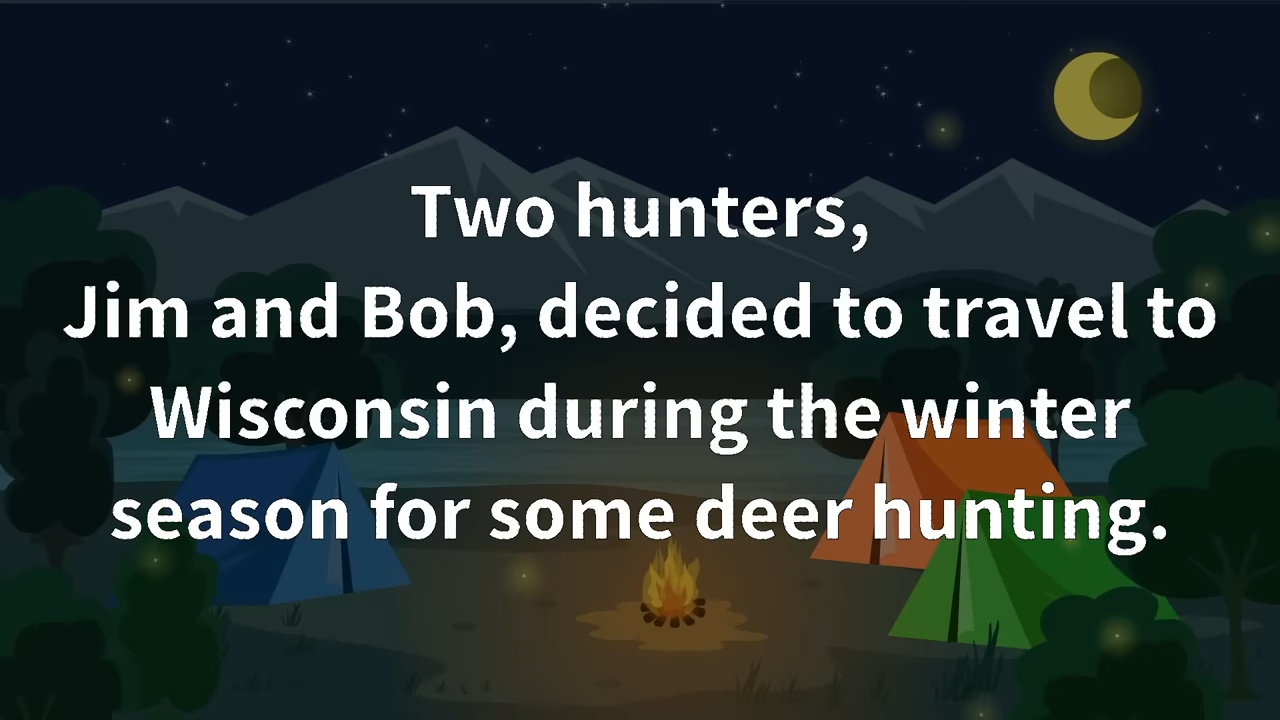 Two hunters,
Jim and Bob, decided to travel to
Wisconsin during the winter
season for some deer hunting.